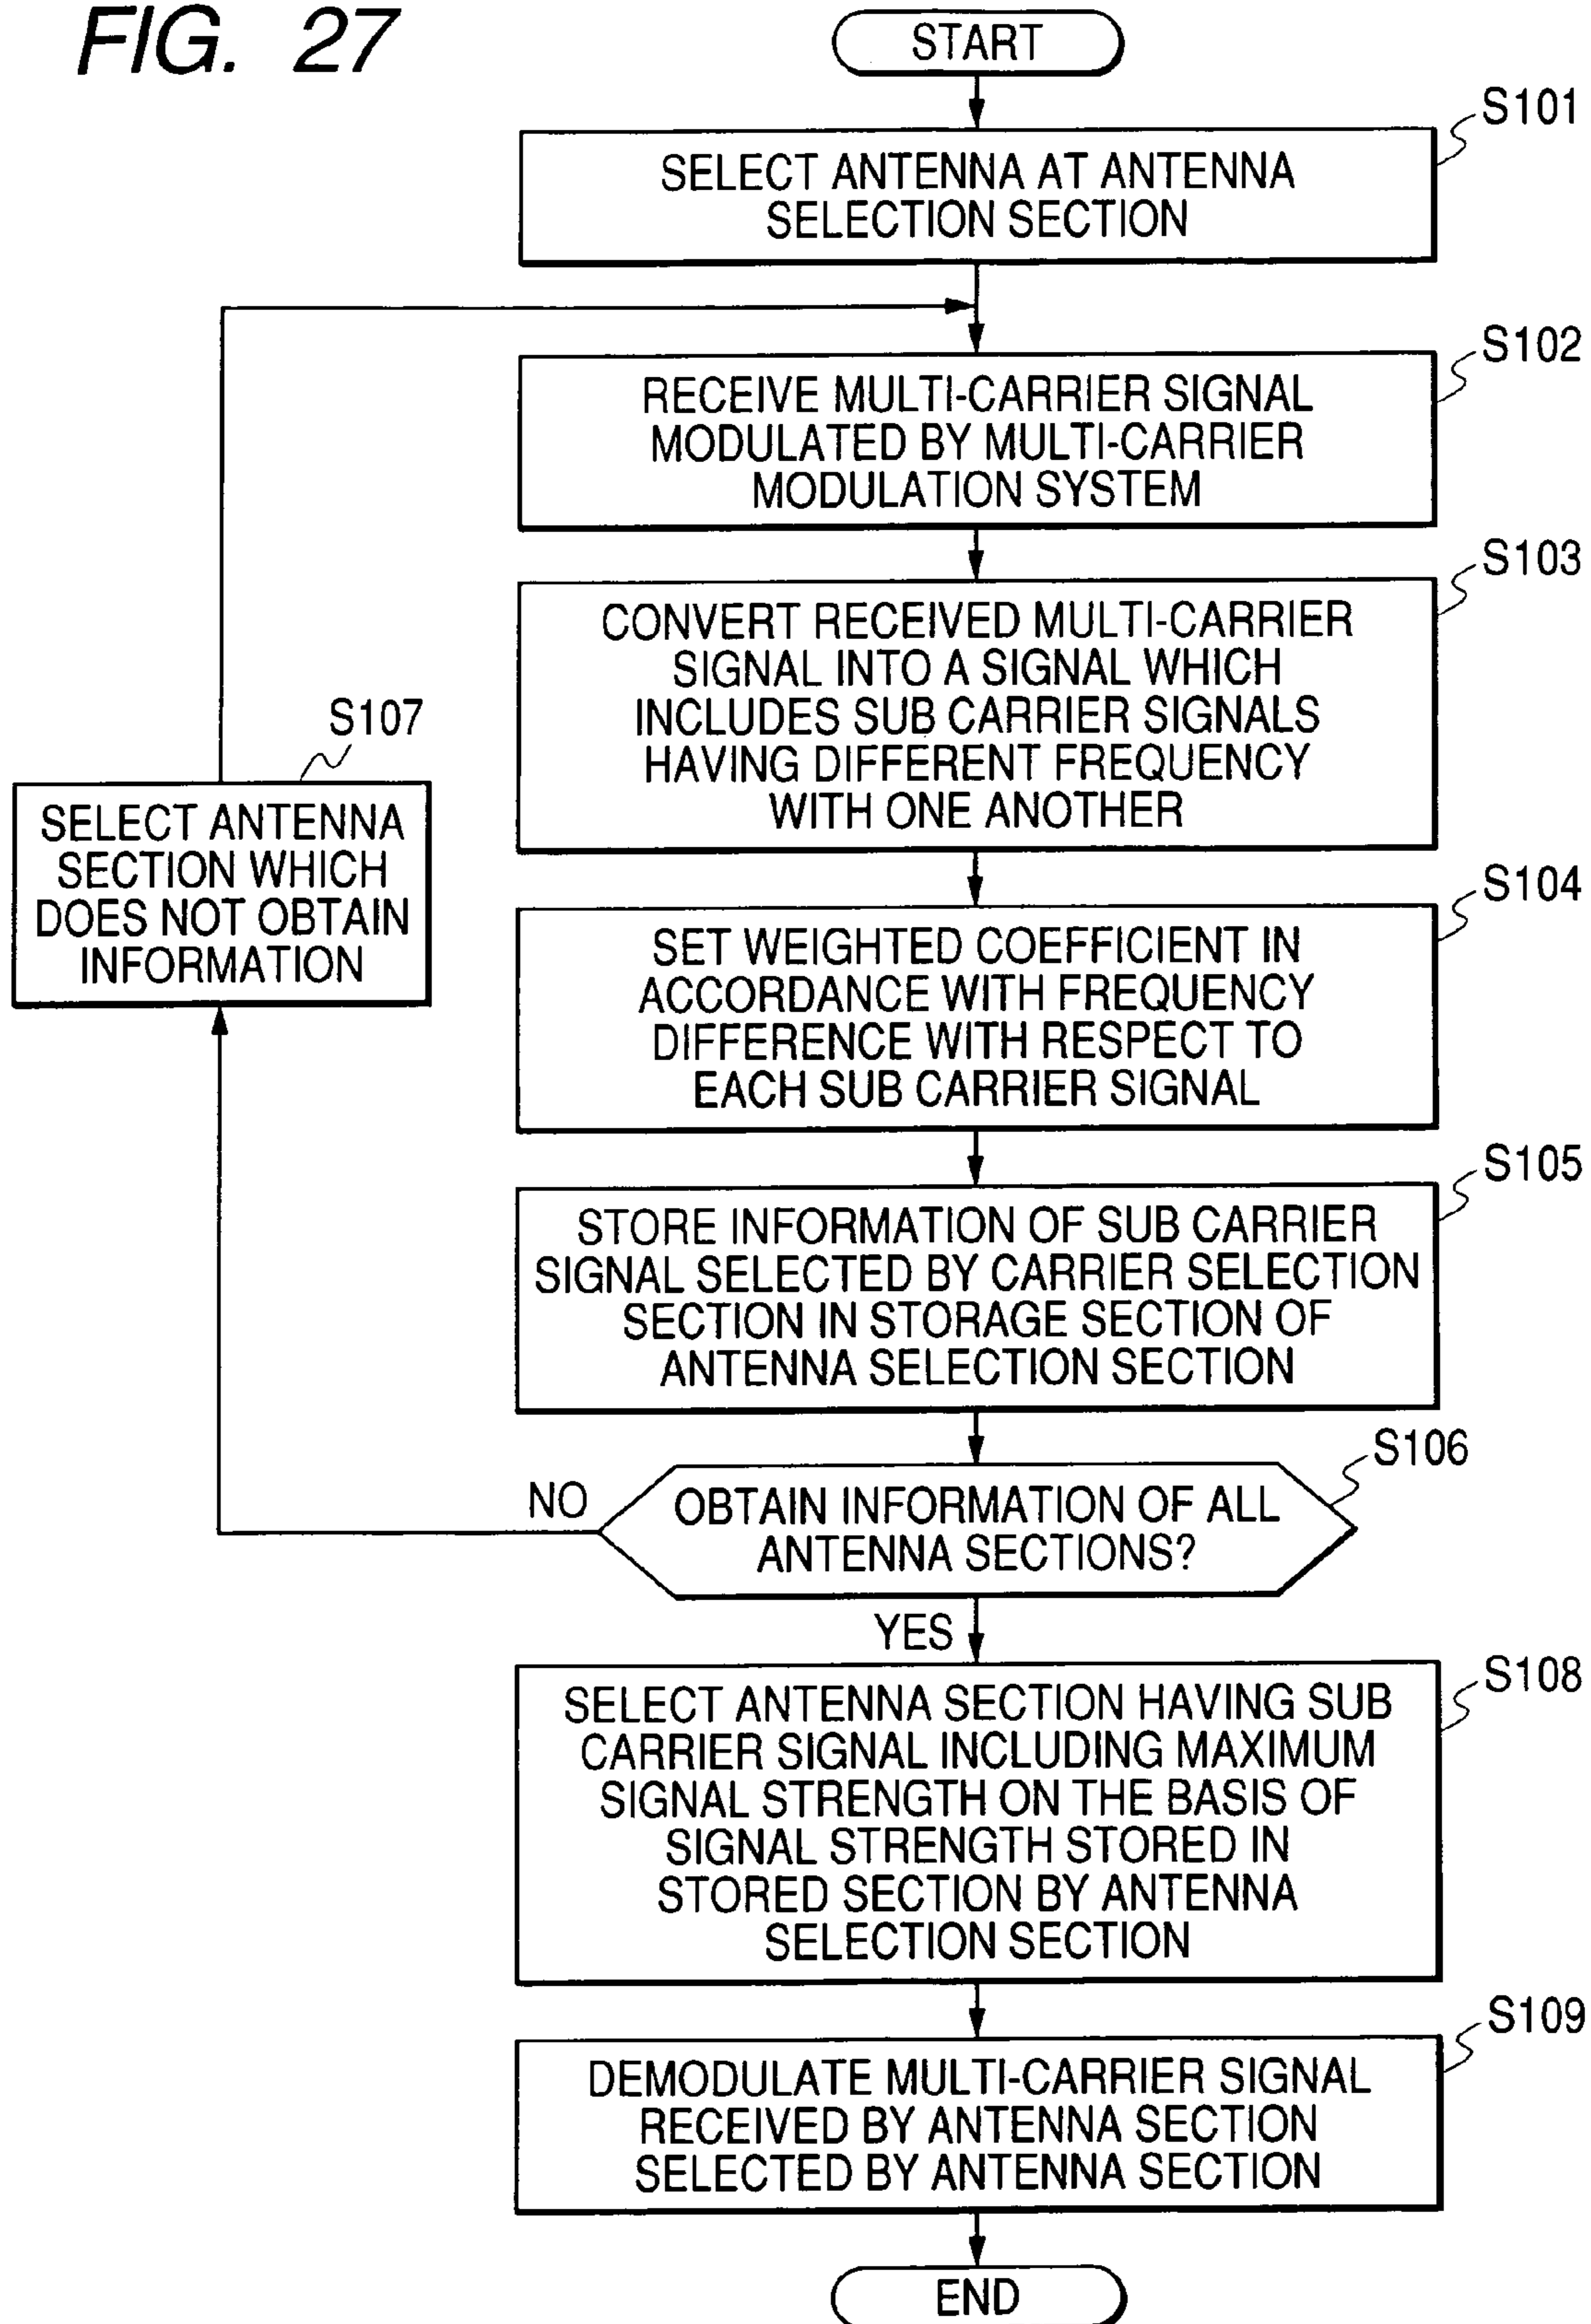 FIG. 27
START
S101
SELECT ANTENNA AT ANTENNA
SELECTION SECTION
S102
RECEIVE MULTI-CARRIER SIGNAL
MODULATED BY MULTI-CARRIER
MODULATION SYSTEM
S103
CONVERT RECEIVED MULTI-CARRIER
SIGNAL INTO A SIGNAL WHICH
INCLUDES SUB CARRIER SIGNALS
HAVING DIFFERENT FREQUENCY
WITH ONE ANOTHER
S107
SELECT ANTENNA
SECTION WHICH
DOES NOT OBTAIN
INFORMATION
S104
SET WEIGHTED COEFFICIENT IN
ACCORDANCE WITH FREQUENCY
DIFFERENCE WITH RESPECT TO
EACH SUB CARRIER SIGNAL
S105
STORE INFORMATION OF SUB CARRIER
SIGNAL SELECTED BY CARRIER SELECTION
SECTION IN STORAGE SECTION OF
ANTENNA SELECTION SECTION
S106
NO
OBTAIN INFORMATION OF ALL
ANTENNA SECTIONS?
YES
S108
SELECT ANTENNA SECTION HAVING SUB
CARRIER SIGNAL INCLUDING MAXIMUM
SIGNAL STRENGTH ON THE BASIS OF
SIGNAL STRENGTH STORED IN
STORED SECTION BY ANTENNA
SELECTION SECTION
S109
DEMODULATE MULTI-CARRIER SIGNAL
RECEIVED BY ANTENNA SECTION
SELECTED BY ANTENNA SECTION
END